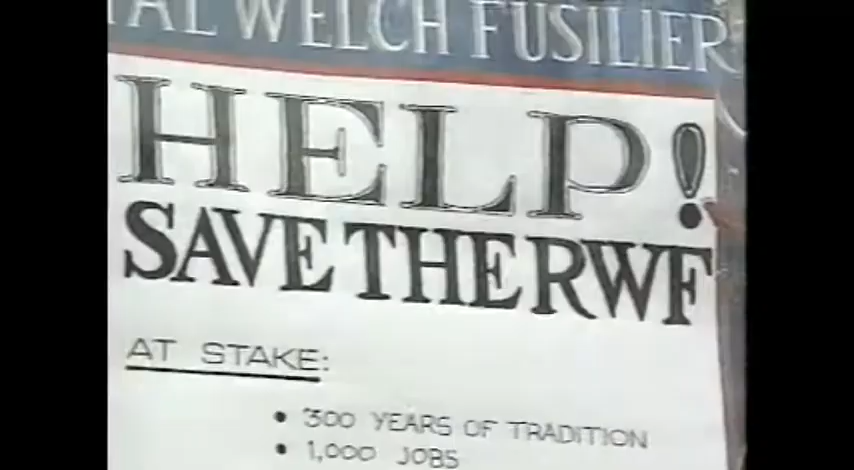 AL WELCH FUSILIER
HELP!
SAVE THE RWF
AT STAKE:
• 300 YEARS OF TRADITION
• 1,000 JOBS